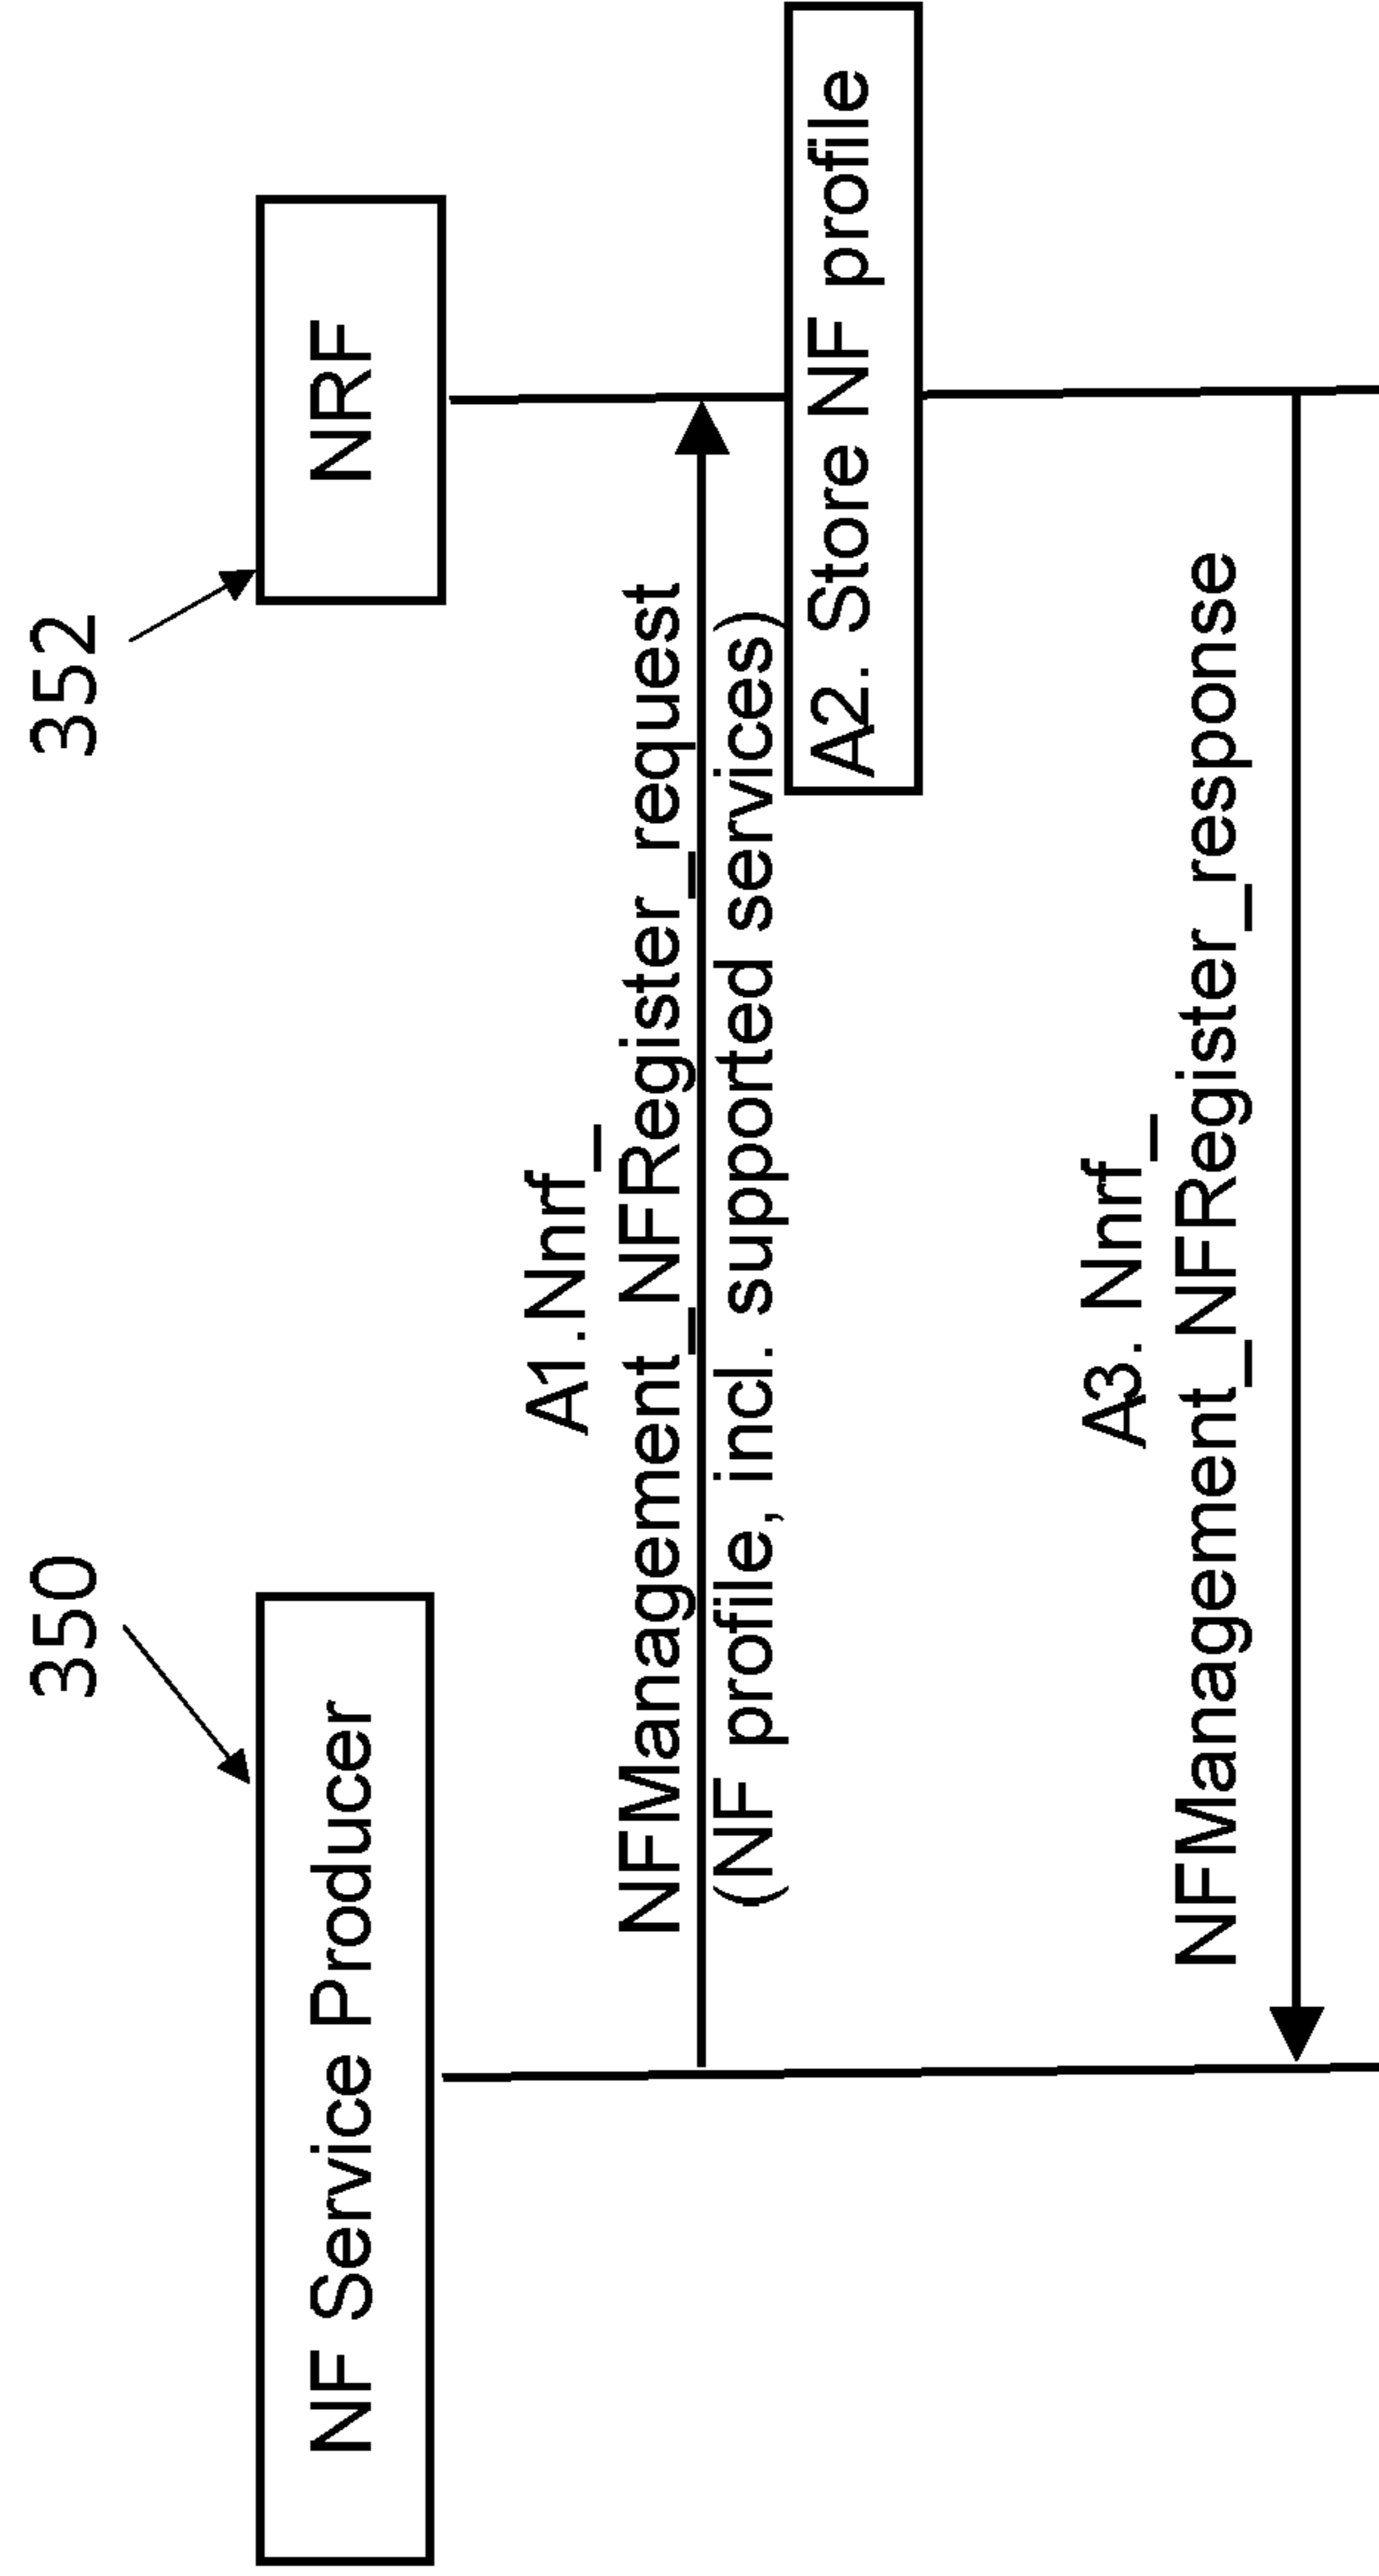 350
352
NF Service Producer
NRF
A1.Nnrf_
NFManagement_NFRegister_request
(NF profile, incl. supported services)
A2. Store NF profile
A3. Nnrf_
NFManagement_NFRegister_response